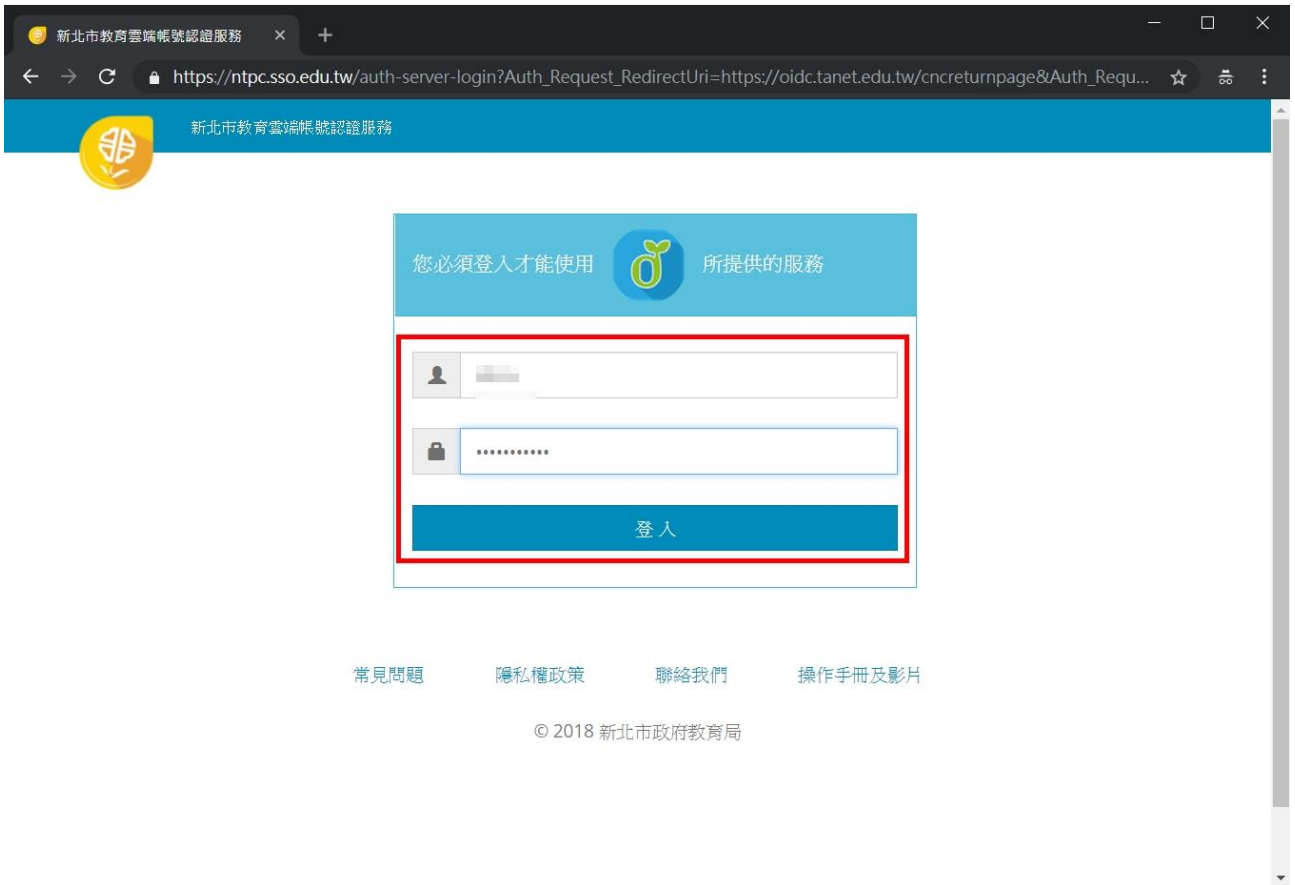 新北市教育雲端帳號認證服務
https://ntpc.sso.edu.tw/auth-server-login?Auth_Request_RedirectUri=https://oidc.tanet.edu.tw/cncreturnpage&Auth_Requ...
新北市教育雲端帳號認證服務
您必須登入才能使用 所提供的服務
•••••••••••
登入
常見問題 隱私權政策 聯絡我們 操作手冊及影片
© 2018 新北市政府教育局